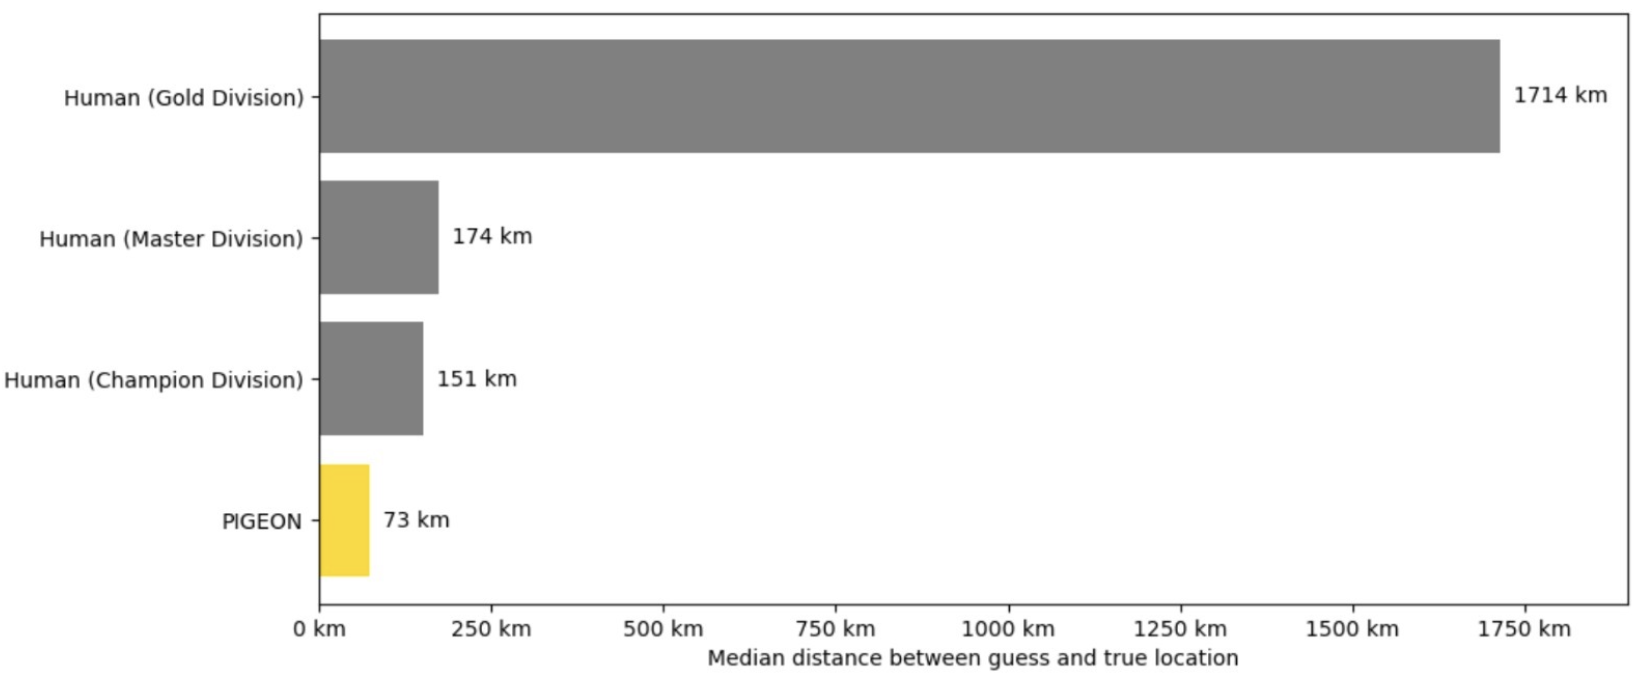 Human (Gold Division)
1714 km
Human (Master Division)
174 km
Human (Champion Division)
151 km
PIGEON
73 km
0 km 250 km 500 km 750 km 1000 km 1250 km 1500 km 1750 km
Median distance between guess and true location